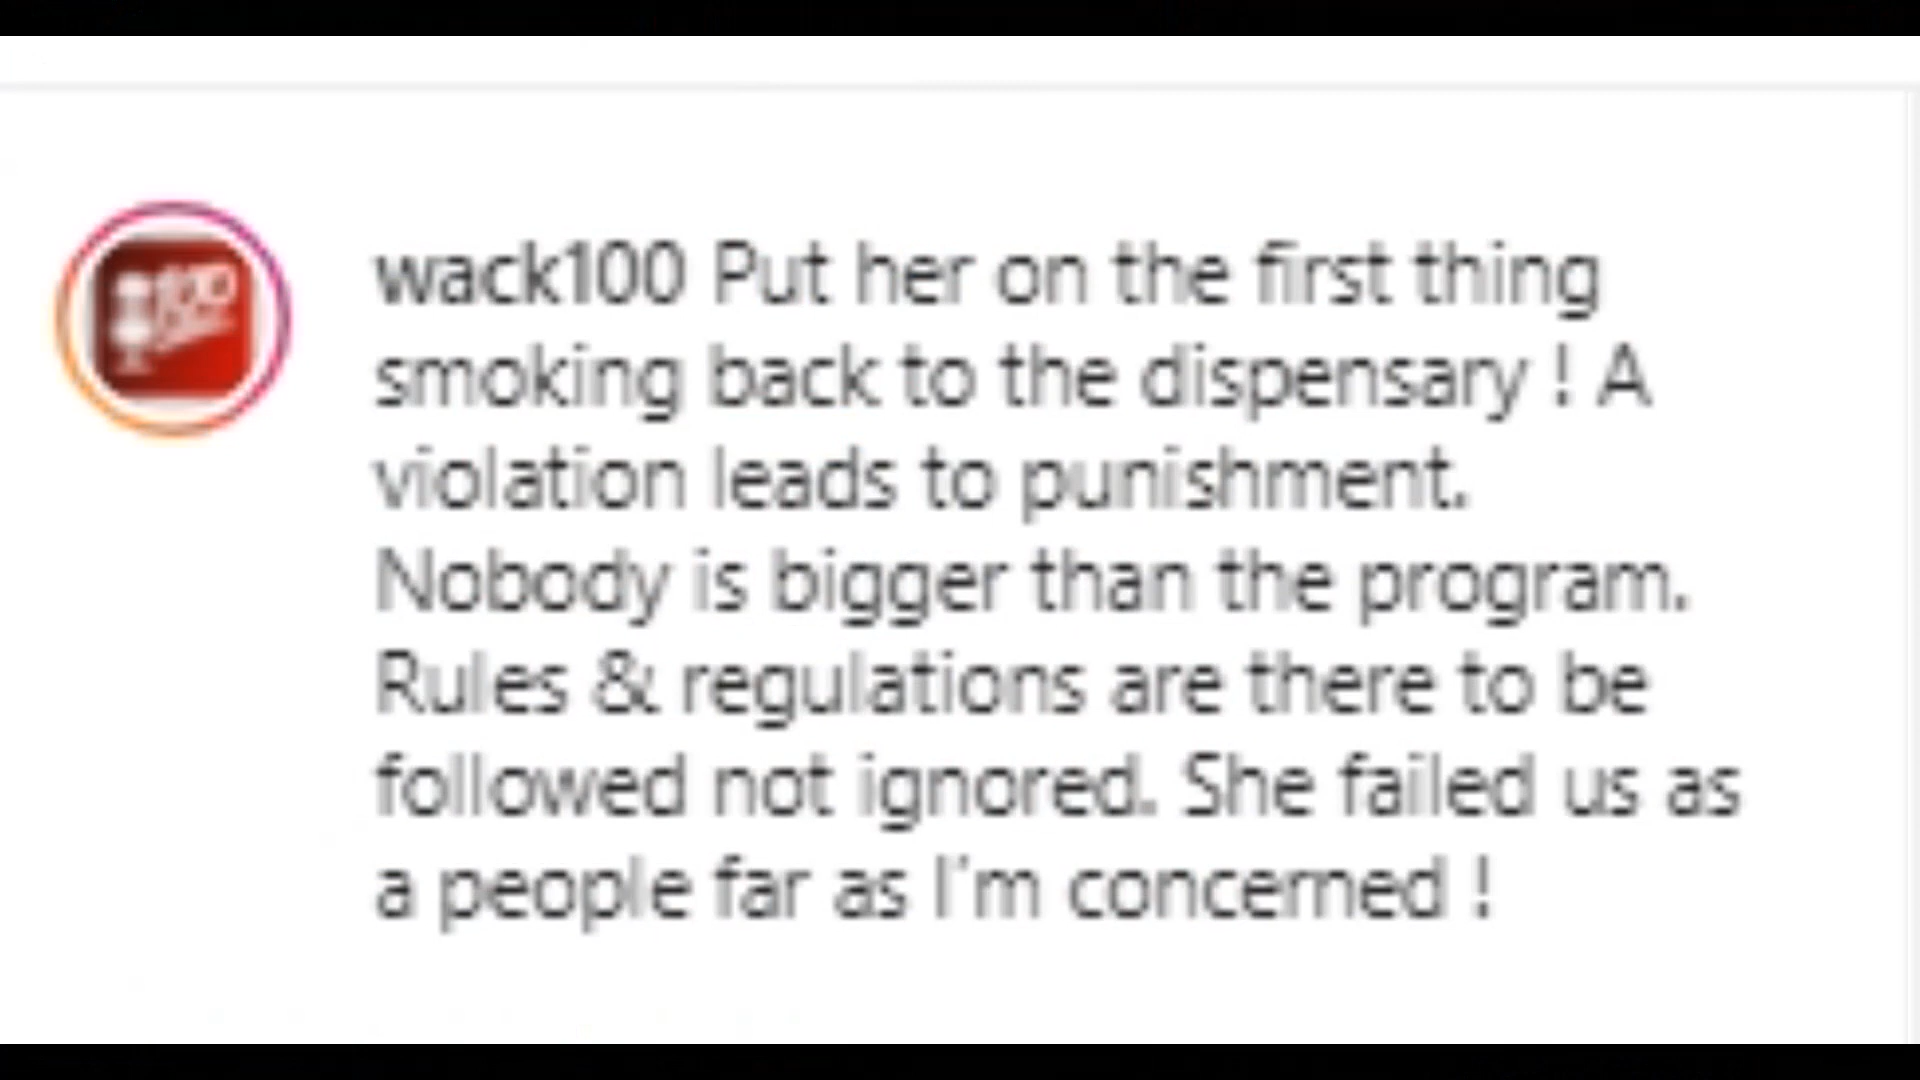 wack100 Put her on the first thing
smoking back to the dispensary ! A
violation leads to punishment.
Nobody is bigger than the program.
Rules & regulations are there to be
followed not ignored. She failed us as
a people far as I'm concerned !